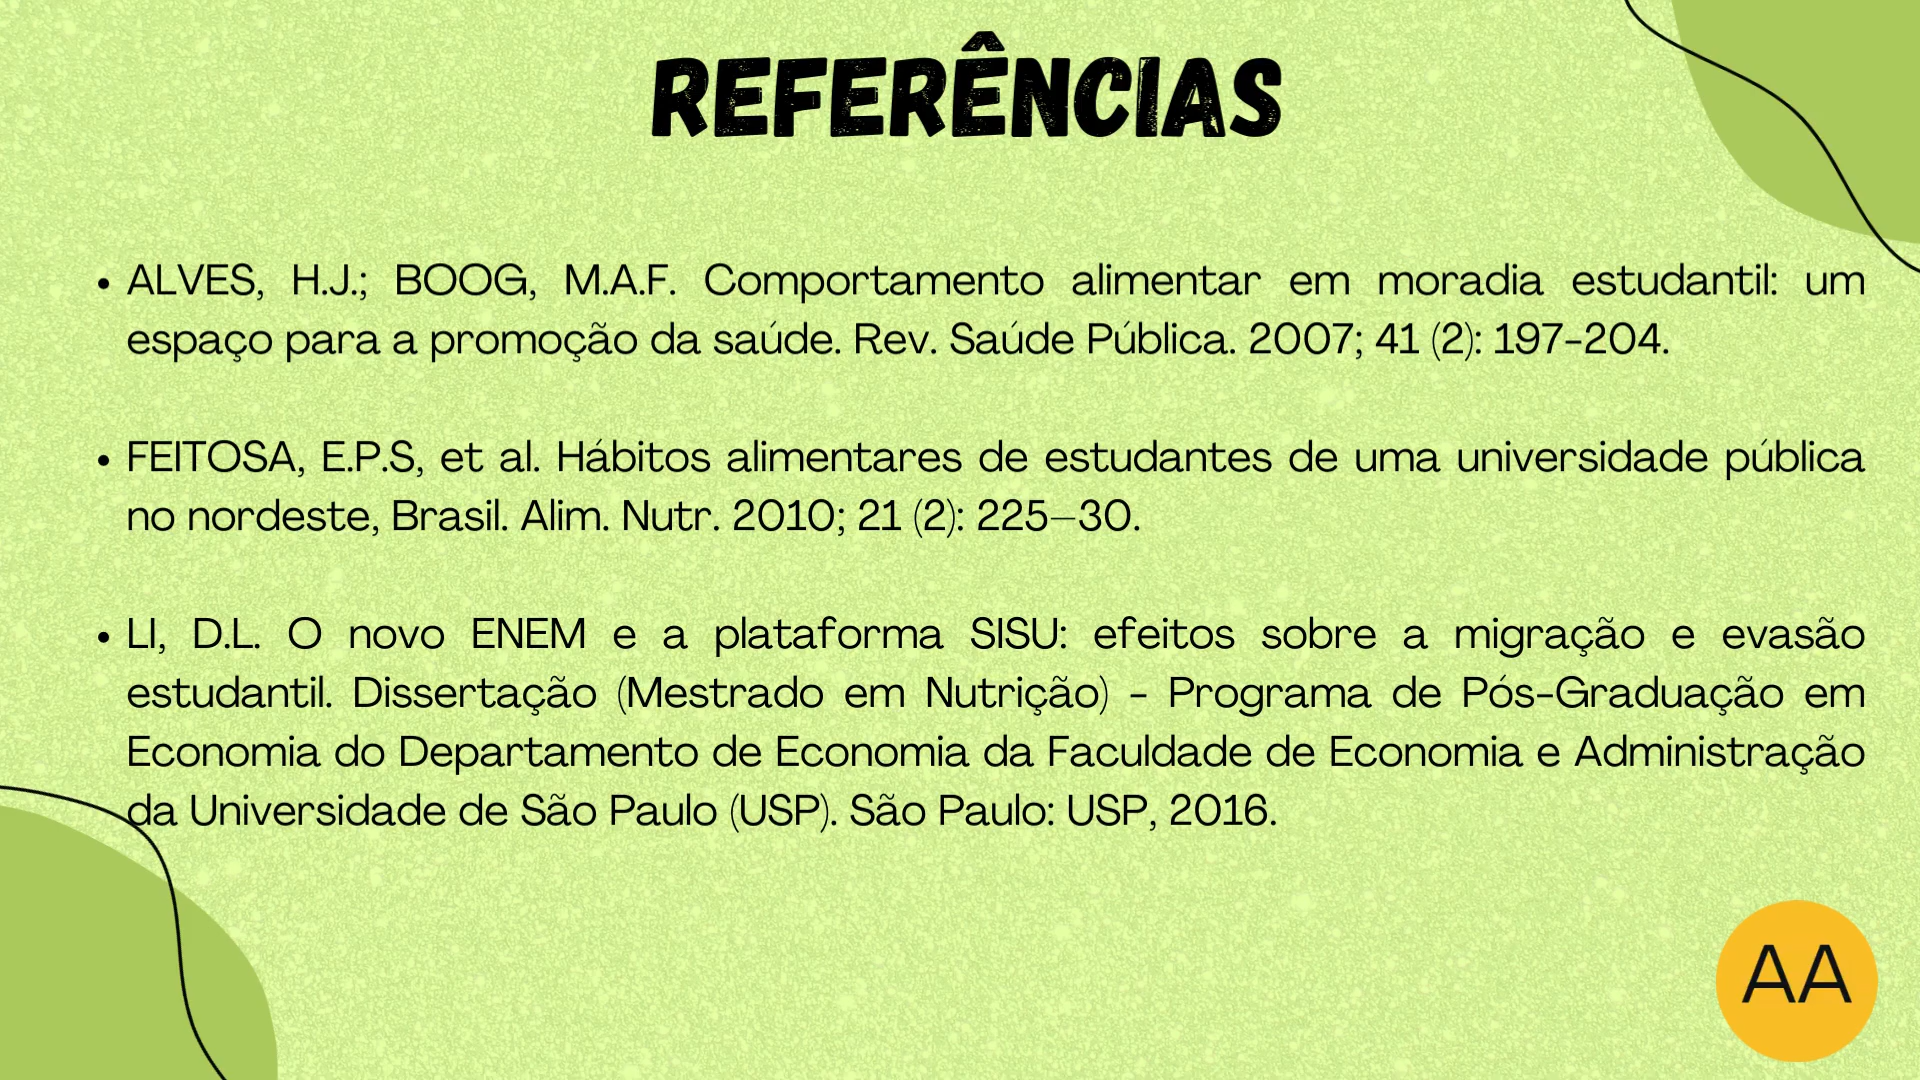 REFERÊNCIAS
• ALVES, H.J.; BOOG, M.A.F. Comportamento alimentar em moradia estudantil: um
espaço para a promoção da saúde. Rev. Saúde Pública. 2007; 41 (2): 197-204.
• FEITOSA, E.P.S, et al. Hábitos alimentares de estudantes de uma universidade pública
no nordeste, Brasil. Alim. Nutr. 2010; 21 (2): 225–30.
• LI, D.L. O novo ENEM e a plataforma SISU: efeitos sobre a migração e evasão
estudantil. Dissertação (Mestrado em Nutrição) - Programa de Pós-Graduação em
Economia do Departamento de Economia da Faculdade de Economia e Administração
da Universidade de São Paulo (USP). São Paulo: USP, 2016.
AA